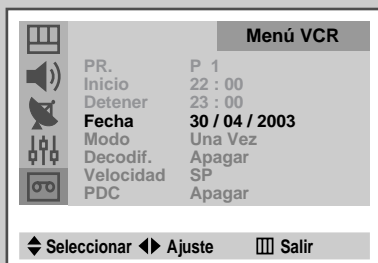 Menú VCR
PR. P 1
Inicio 22 : 00
Detener 23 : 00
Fecha 30 / 04 / 2003
Modo Una Vez
Decodif. Apagar
Velocidad SP
PDC Apagar
Seleccionar Ajuste Salir